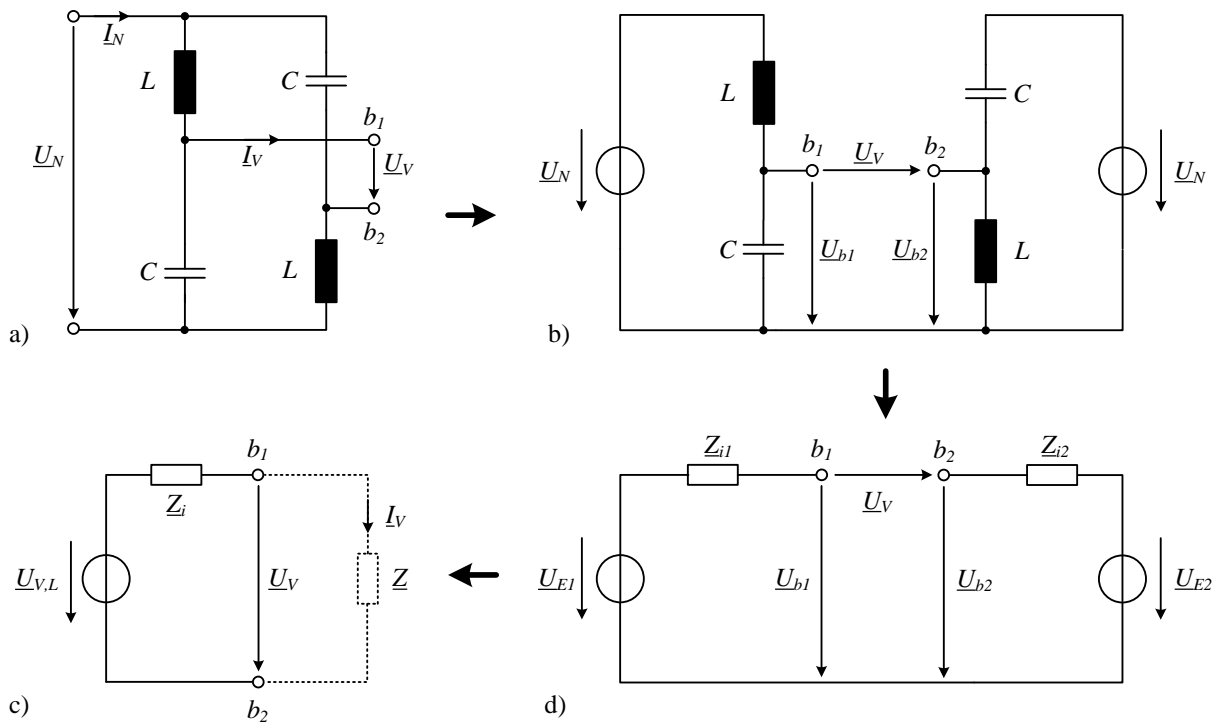 I_N
L
C
b_1
I_V
U_N
U_V
b_2
C
L
a)
L
C
b_1
U_V
b_2
U_N
U_N
C
U_b1
U_b2
L
b)
b_1
Z_i
I_V
U_V,L
U_V
Z
b_2
c)
Z_i1
b_1
b_2
Z_i2
U_V
U_E1
U_b1
U_b2
U_E2
d)